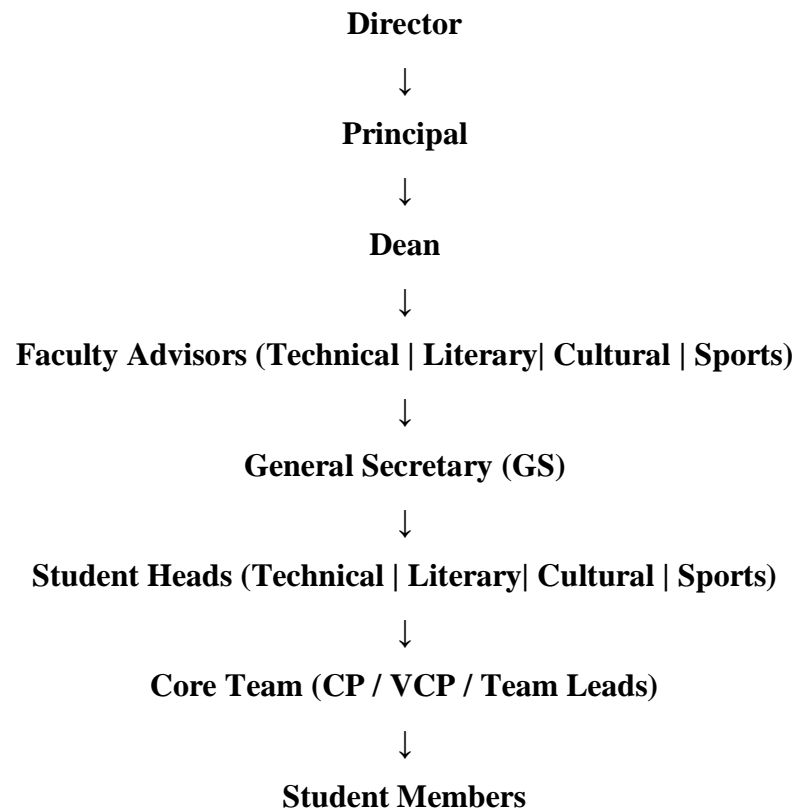 Director
↓
Principal
↓
Dean
↓
Faculty Advisors (Technical | Literary| Cultural | Sports)
↓
General Secretary (GS)
↓
Student Heads (Technical | Literary| Cultural | Sports)
↓
Core Team (CP / VCP / Team Leads)
↓
Student Members